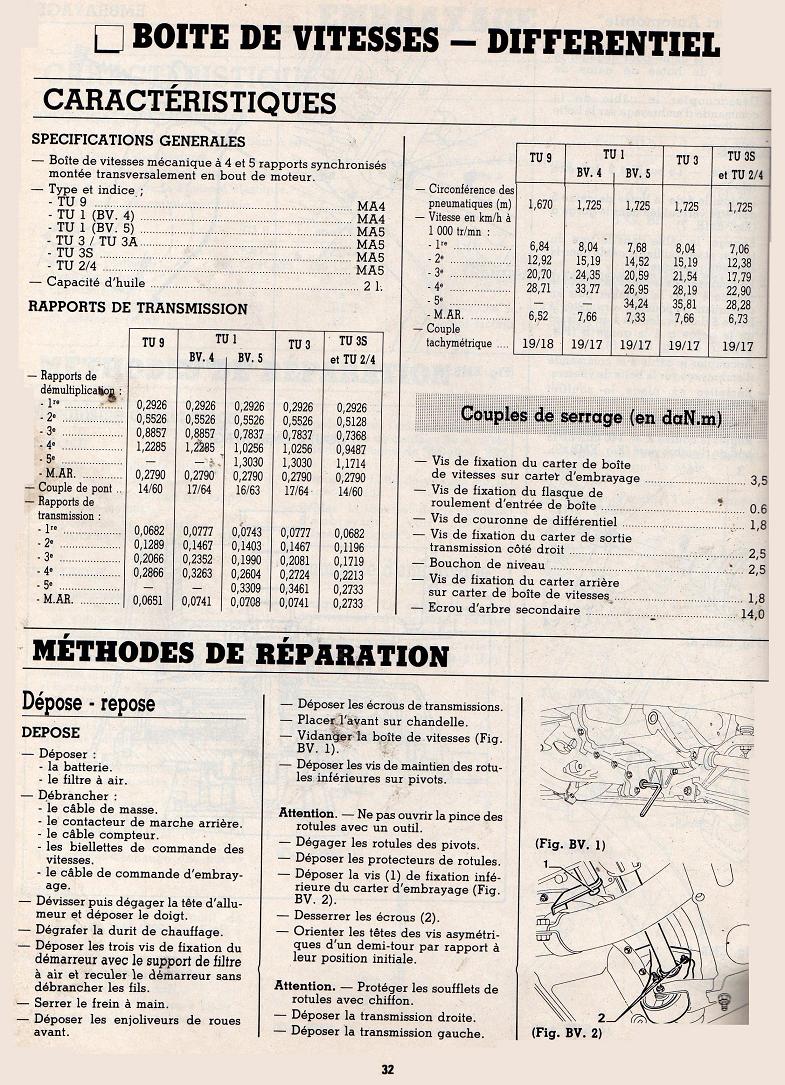 BOITE DE VITESSES — DIFFERENTIEL
CARACTÉRISTIQUES
SPECIFICATIONS GENERALES
— Boîte de vitesses mécanique à 4 et 5 rapports synchronisés
montée transversalement en bout de moteur.
— Type et indice :
- TU 9 ........ MA4
- TU 1 (BV. 4) ........ MA4
- TU 1 (BV. 5) ........ MA5
- TU 3 / TU 3A ........ MA5
- TU 3S ........ MA5
- TU 2/4 ........ MA5
— Capacité d'huile ........ 2 l.
RAPPORTS DE TRANSMISSION
TU 9 TU 1 TU 3 TU 3S
BV. 4 BV. 5 et TU 2/4
— Rapports de
démultiplication :
- 1re ........ 0,2926 0,2926 0,2926 0,2926 0,2926
- 2e ........ 0,5526 0,5526 0,5526 0,5526 0,5128
- 3e ........ 0,8857 0,8857 0,7837 0,7837 0,7368
- 4e ........ 1,2285 1,2285 1,0256 1,0256 0,9487
- 5e ........ — — 1,3030 1,3030 1,1714
- M.AR. ........ 0,2790 0,2790 0,2790 0,2790 0,2790
— Couple de pont .. 14/60 17/64 16/63 17/64 14/60
— Rapports de
transmission :
- 1re ........ 0,0682 0,0777 0,0743 0,0777 0,0682
- 2e ........ 0,1289 0,1467 0,1403 0,1467 0,1196
- 3e ........ 0,2066 0,2352 0,1990 0,2081 0,1719
- 4e ........ 0,2866 0,3263 0,2604 0,2724 0,2213
- 5e ........ — — 0,3309 0,3461 0,2733
- M.AR. ........ 0,0651 0,0741 0,0708 0,0741 0,2733
TU 9 TU 1 TU 3 TU 3S
BV. 4 BV. 5 et TU 2/4
— Circonférence des
pneumatiques (m) 1,670 1,725 1,725 1,725 1,725
— Vitesse en km/h à
1 000 tr/mn :
- 1re ........ 6,84 8,04 7,68 8,04 7,06
- 2e ........ 12,92 15,19 14,52 15,19 12,38
- 3e ........ 20,70 24,35 20,59 21,54 17,79
- 4e ........ 28,71 33,77 26,95 28,19 22,90
- 5e ........ — — 34,24 35,81 28,28
- M.AR. ........ 6,52 7,66 7,33 7,66 6,73
— Couple
tachymétrique .... 19/18 19/17 19/17 19/17 19/17
Couples de serrage (en daN.m)
— Vis de fixation du carter de boîte
de vitesses sur carter d'embrayage ........ 3,5
— Vis de fixation du flasque de
roulement d'entrée de boîte ........ 0.6
— Vis de couronne de différentiel ........ 1,8
— Vis de fixation du carter de sortie
transmission côté droit ........ 2,5
— Bouchon de niveau ........ 2,5
— Vis de fixation du carter arrière
sur carter de boîte de vitesses ........ 1,8
— Ecrou d'arbre secondaire ........ 14,0
MÉTHODES DE RÉPARATION
Dépose - repose
DEPOSE
— Déposer :
- la batterie.
- le filtre à air.
— Débrancher :
- le câble de masse.
- le contacteur de marche arrière.
- le câble compteur.
- les biellettes de commande des
vitesses.
- le câble de commande d'embray-
age.
— Dévisser puis dégager la tête d'allu-
meur et déposer le doigt.
— Dégrafer la durit de chauffage.
— Déposer les trois vis de fixation du
démarreur avec le support de filtre
à air et reculer le démarreur sans
débrancher les fils.
— Serrer le frein à main.
— Déposer les enjoliveurs de roues
avant.
— Déposer les écrous de transmissions.
— Placer l'avant sur chandelle.
— Vidanger la boîte de vitesses (Fig.
BV. 1).
— Déposer les vis de maintien des rotu-
les inférieures sur pivots.
Attention. — Ne pas ouvrir la pince des
rotules avec un outil.
— Dégager les rotules des pivots.
— Déposer les protecteurs de rotules.
— Déposer la vis (1) de fixation infé-
rieure du carter d'embrayage (Fig.
BV. 2).
— Desserrer les écrous (2).
— Orienter les têtes des vis asymétri-
ques d'un demi-tour par rapport à
leur position initiale.
Attention. — Protéger les soufflets de
rotules avec chiffon.
— Déposer la transmission droite.
— Déposer la transmission gauche.
(Fig. BV. 1)
1
2
(Fig. BV. 2)
32